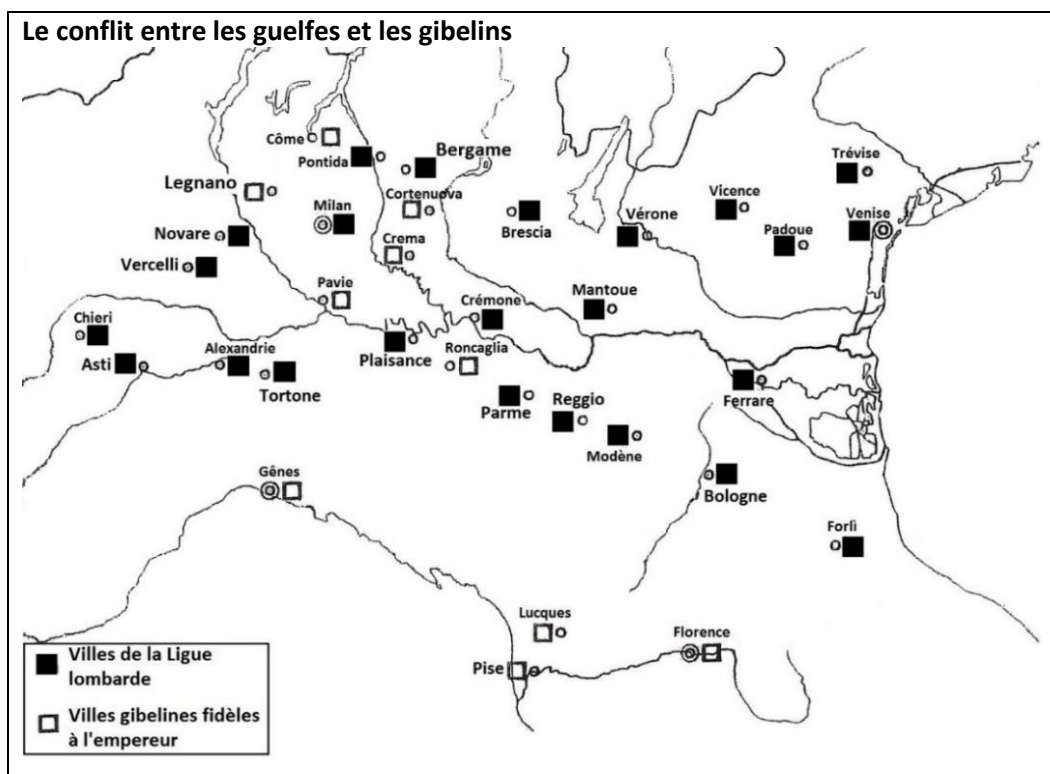 Le conflit entre les guelfes et les gibelins
Côme
Pontida
Bergame
Trévise
Legnano
Milan
Cortenuova
Brescia
Vicence
Vérone
Padoue
Venise
Novare
Crema
Vercelli
Pavie
Crémone
Mantoue
Chieri
Asti
Alexandrie
Tortone
Plaisance
Roncaglia
Parme
Reggio
Modène
Ferrare
Gênes
Bologne
Forlì
Lucques
Florence
Pise
Villes de la Ligue
lombarde
Villes gibelines fidèles
à l'empereur